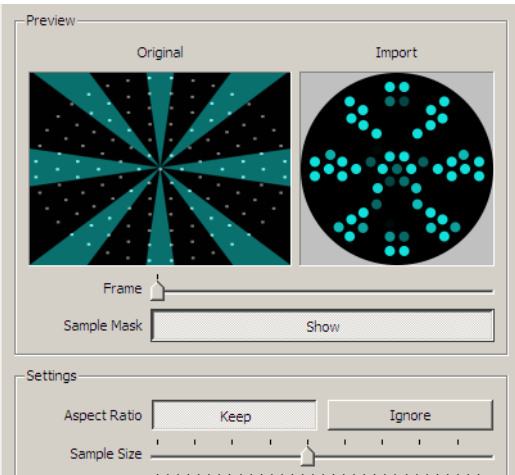 Preview
Original Import
Frame
Sample Mask Show
Settings
Aspect Ratio Keep Ignore
Sample Size